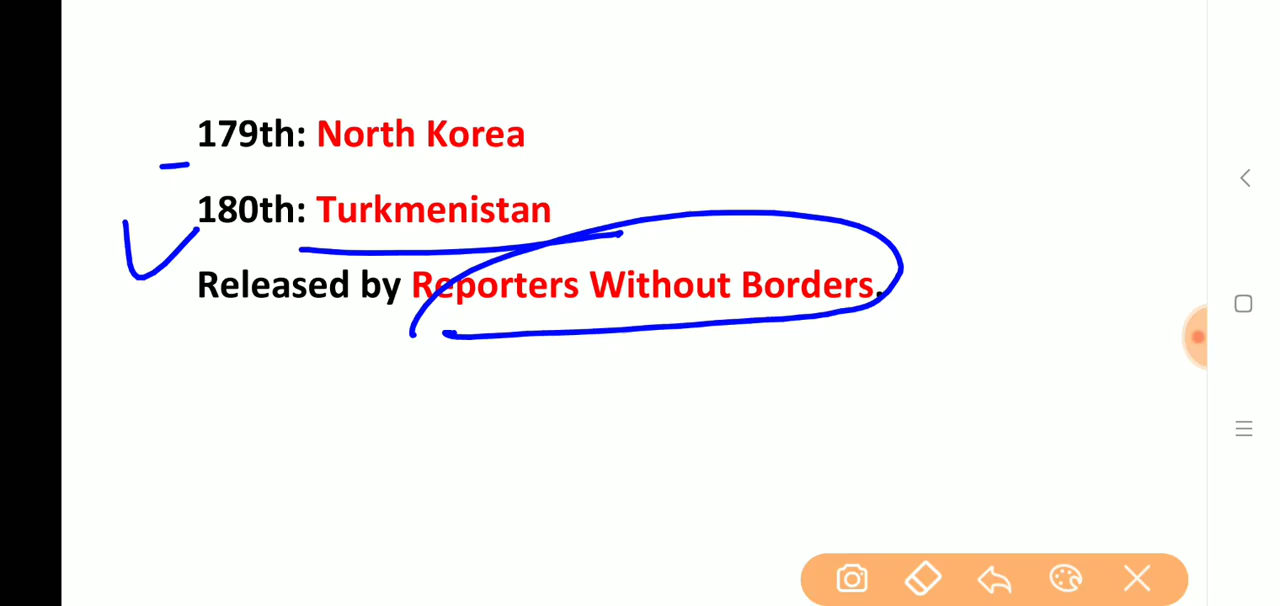 179th: North Korea
180th: Turkmenistan
Released by Reporters Without Borders.